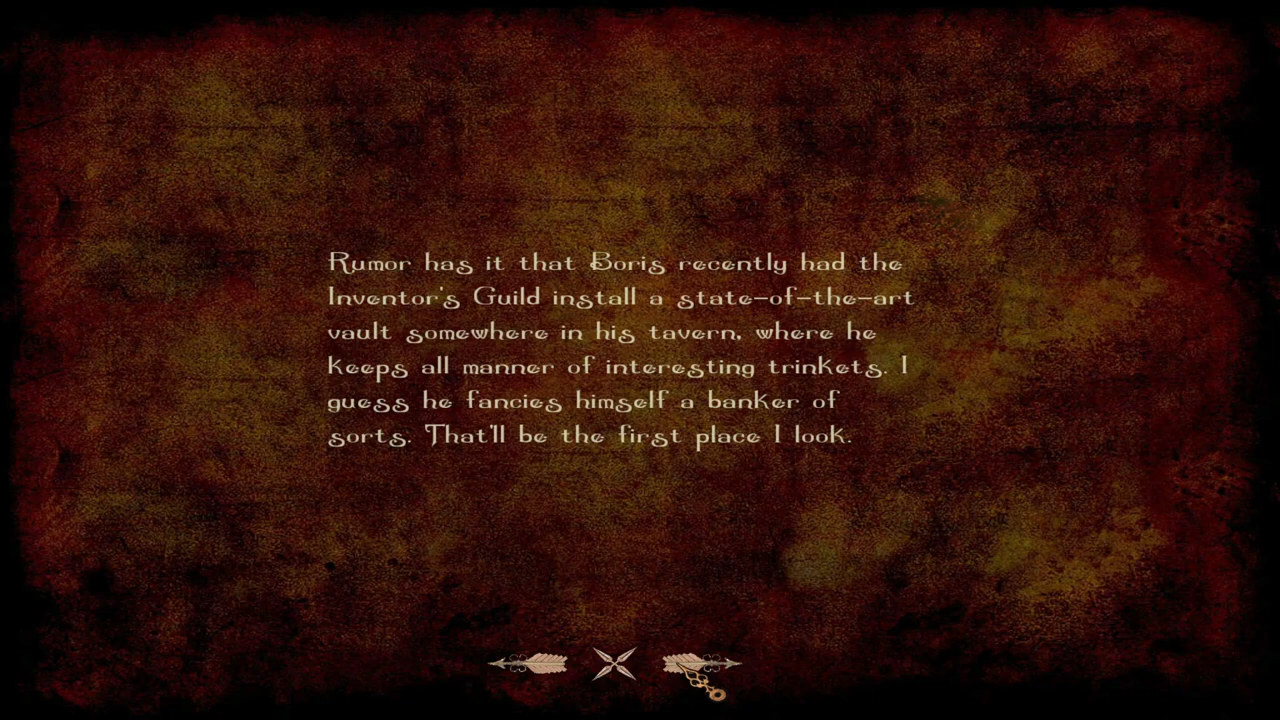 Rumor has it that Boris recently had the
Inventor's Guild install a state-of-the-art
vault somewhere in his tavern, where he
keeps all manner of interesting trinkets. I
guess he fancies himself a banker of
sorts. That'll be the first place I look.